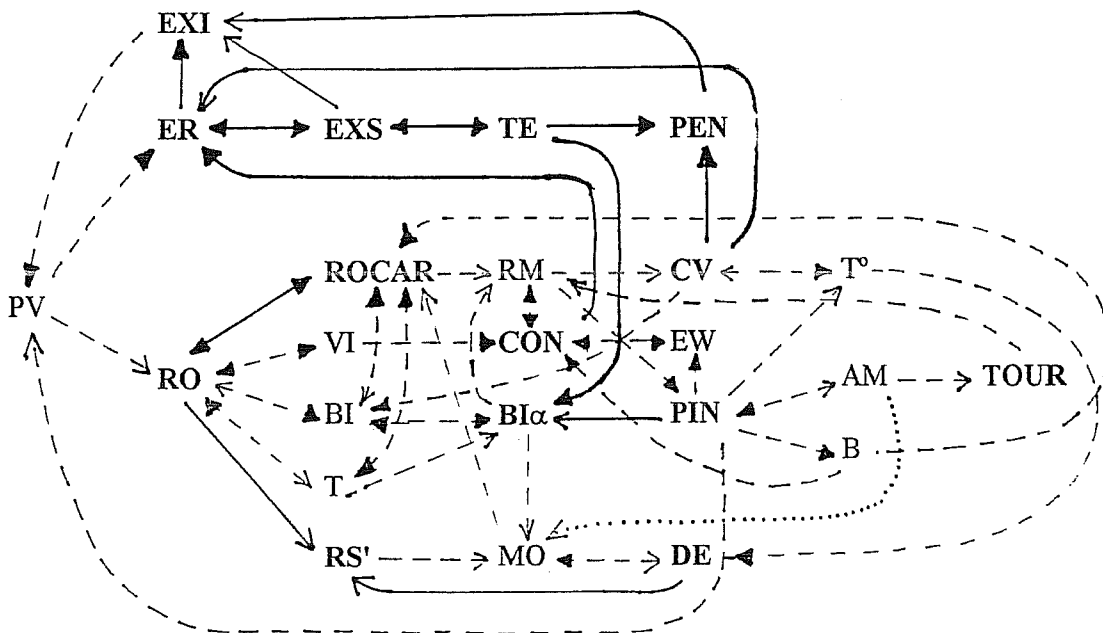 EXI
ER EXS TE PEN
ROCAR RM CV Tº
PV
VI CON EW
RO AM TOUR
BI BIα PIN
B
T
RS' MO DE